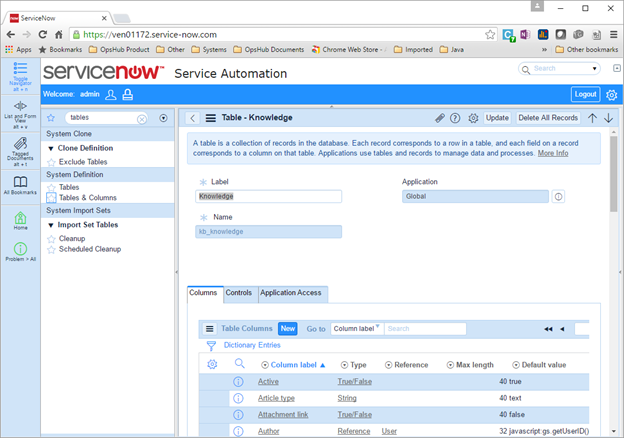 ServiceNow
https://ven01172.service-now.com
Apps Bookmarks OpsHub Product Other Systems OpsHub Documents Chrome Web Store - Imported Java » Other bookmarks
Toggle Navigator alt + n
List and Form View alt + v
Tagged Documents alt + t
All Bookmarks
Home
Problem > All
servicenow™ Service Automation
Search
Welcome: admin
Logout
tables
System Clone
Clone Definition
Exclude Tables
System Definition
Tables
Tables & Columns
System Import Sets
Import Set Tables
Cleanup
Scheduled Cleanup
Table - Knowledge
Update Delete All Records
A table is a collection of records in the database. Each record corresponds to a row in a table, and each field on a record
corresponds to a column on that table. Applications use tables and records to manage data and processes. More Info
Label Application
Knowledge Global
Name
kb_knowledge
Columns Controls Application Access
Table Columns New Go to Column label Search
Dictionary Entries
Column label Type Reference Max length Default value
Active True/False 40 true
Article type String 40 text
Attachment link True/False 40 false
Author Reference User 32 javascript:gs.getUserID()